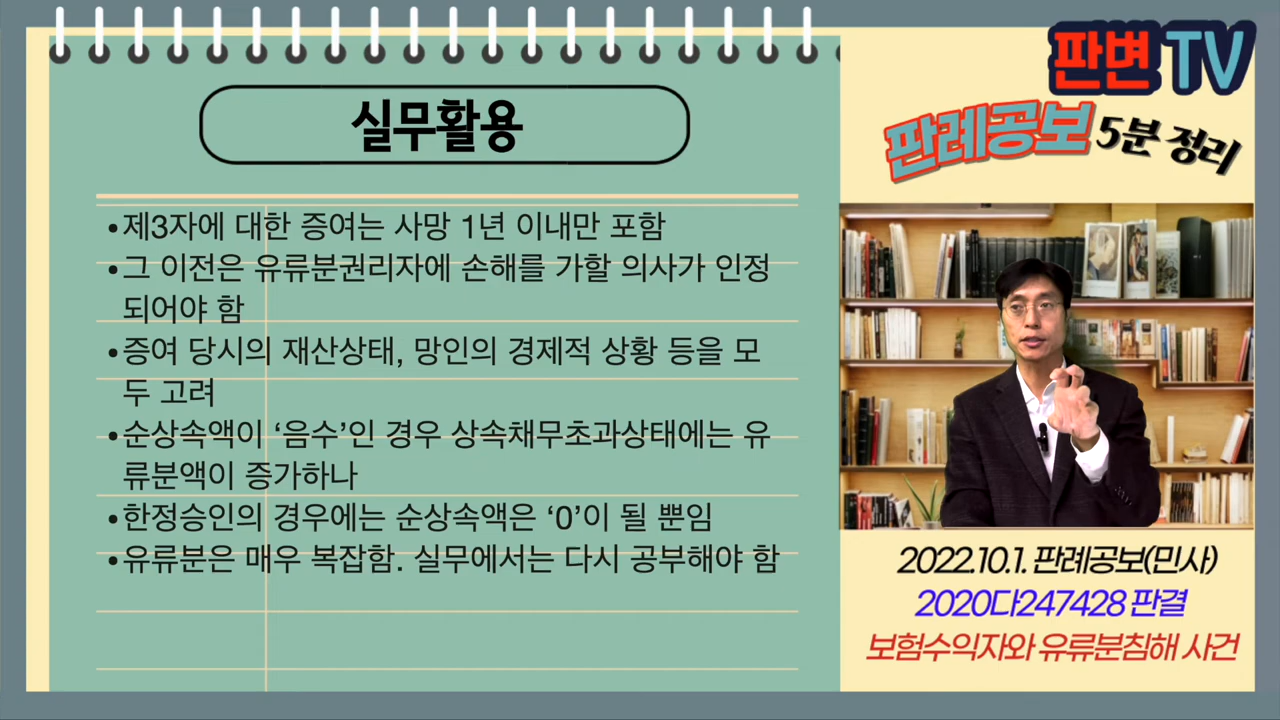 실무활용
•제3자에 대한 증여는 사망 1년 이내만 포함
•그 이전은 유류분권리자에 손해를 가할 의사가 인정
되어야 함
•증여 당시의 재산상태, 망인의 경제적 상황 등을 모
두 고려
•순상속액이 ‘음수’인 경우 상속채무초과상태에는 유
류분액이 증가하나
•한정승인의 경우에는 순상속액은 ‘0’이 될 뿐임
•유류분은 매우 복잡함. 실무에서는 다시 공부해야 함
판변 TV
판례공보 5분 정리
2022.10.1. 판례공보(민사)
2020다247428 판결
보험수익자와 유류분침해 사건